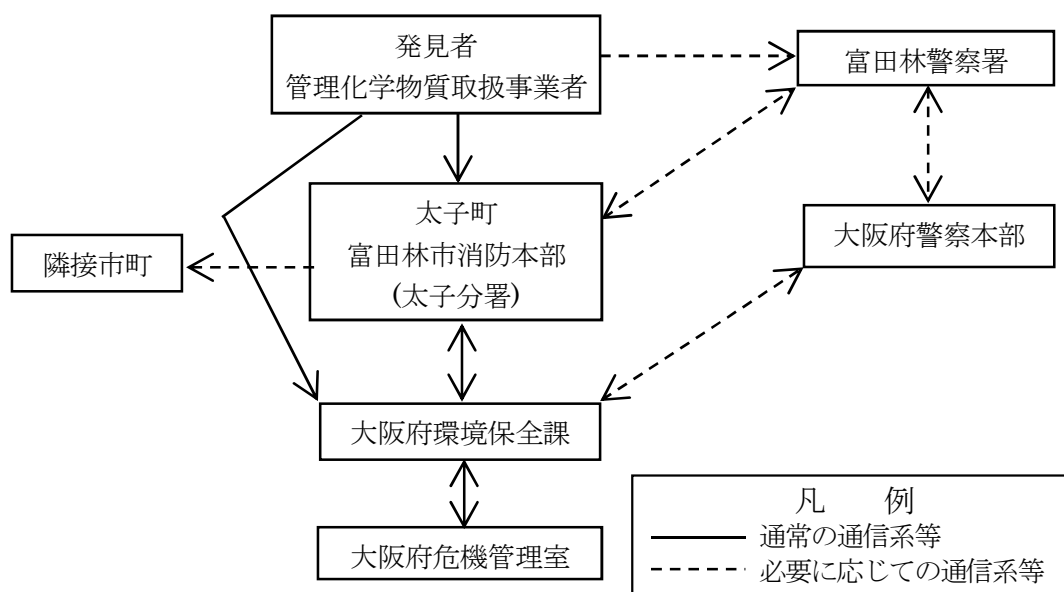 発見者
管理化学物質取扱事業者
富田林警察署
太子町
富田林市消防本部
(太子分署)
大阪府警察本部
隣接市町
大阪府環境保全課
大阪府危機管理室
凡　例
通常の通信系等
必要に応じての通信系等